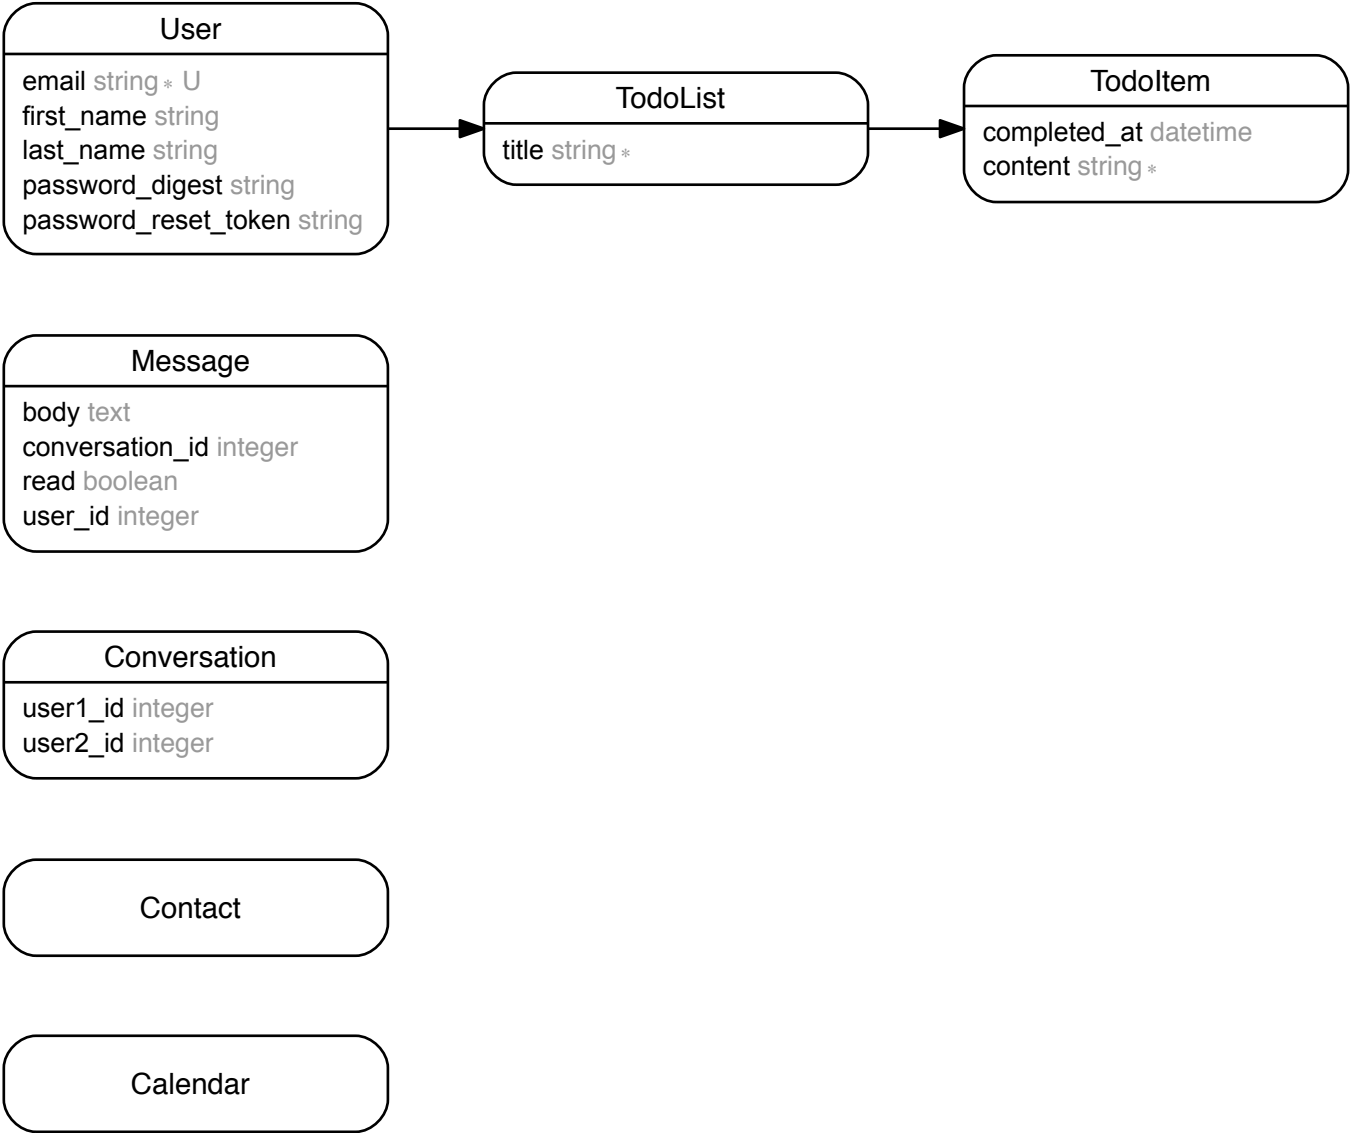 User
email string ∗ U
first_name string
last_name string
password_digest string
password_reset_token string
TodoList
title string ∗
TodoItem
completed_at datetime
content string ∗
Message
body text
conversation_id integer
read boolean
user_id integer
Conversation
user1_id integer
user2_id integer
Contact
Calendar